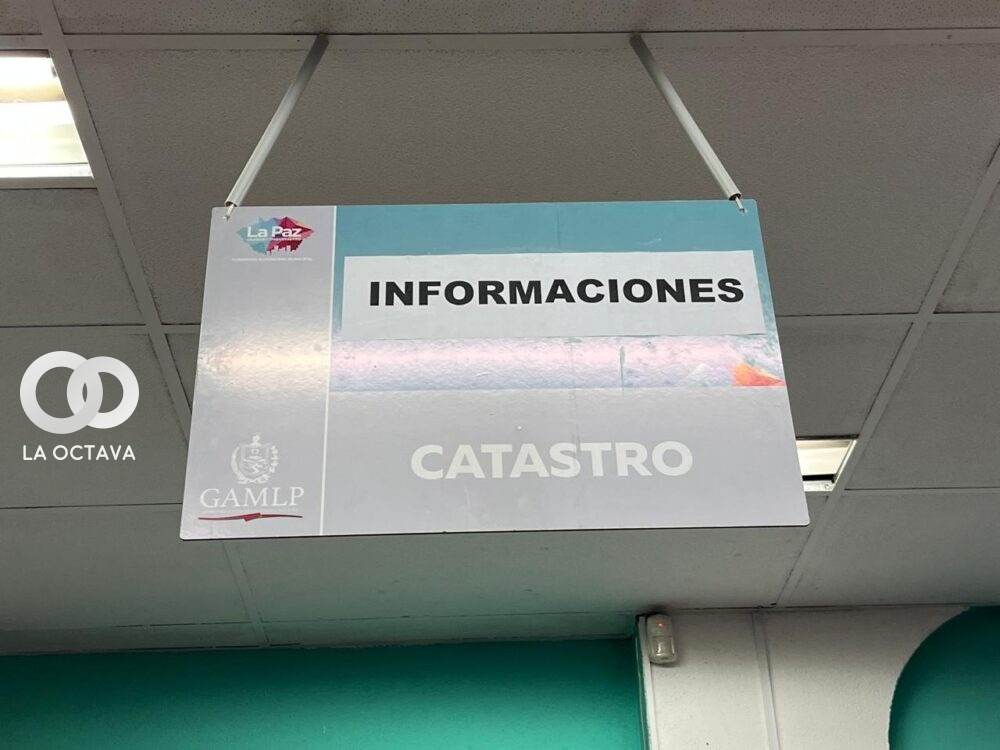 La Paz
INFORMACIONES
CATASTRO
GAMLP
LA OCTAVA